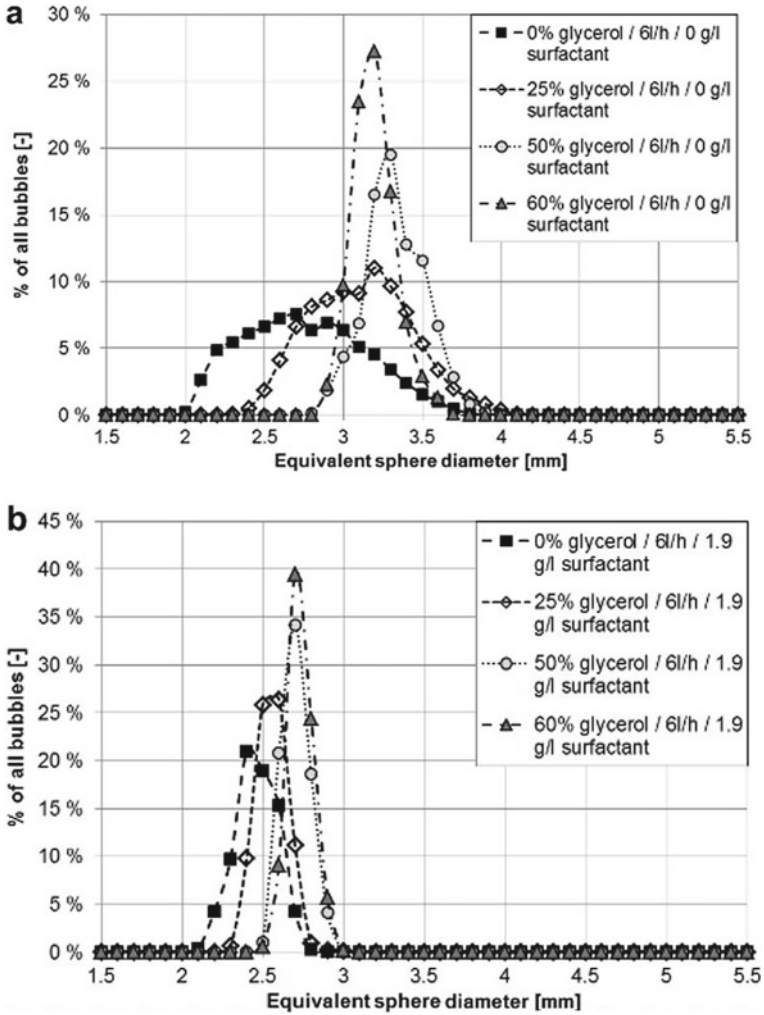 a
30 %
25 %
20 %
15 %
10 %
5 %
0 %
% of all bubbles [-]
0% glycerol / 6l/h / 0 g/l
surfactant
25% glycerol / 6l/h / 0 g/l
surfactant
50% glycerol / 6l/h / 0 g/l
surfactant
60% glycerol / 6l/h / 0 g/l
surfactant
1.5 2 2.5 3 3.5 4 4.5 5 5.5
Equivalent sphere diameter [mm]
b
45 %
40 %
35 %
30 %
25 %
20 %
15 %
10 %
5 %
0 %
% of all bubbles [-]
0% glycerol / 6l/h / 1.9
g/l surfactant
25% glycerol / 6l/h / 1.9
g/l surfactant
50% glycerol / 6l/h / 1.9
g/l surfactant
60% glycerol / 6l/h / 1.9
g/l surfactant
1.5 2 2.5 3 3.5 4 4.5 5 5.5
Equivalent sphere diameter [mm]